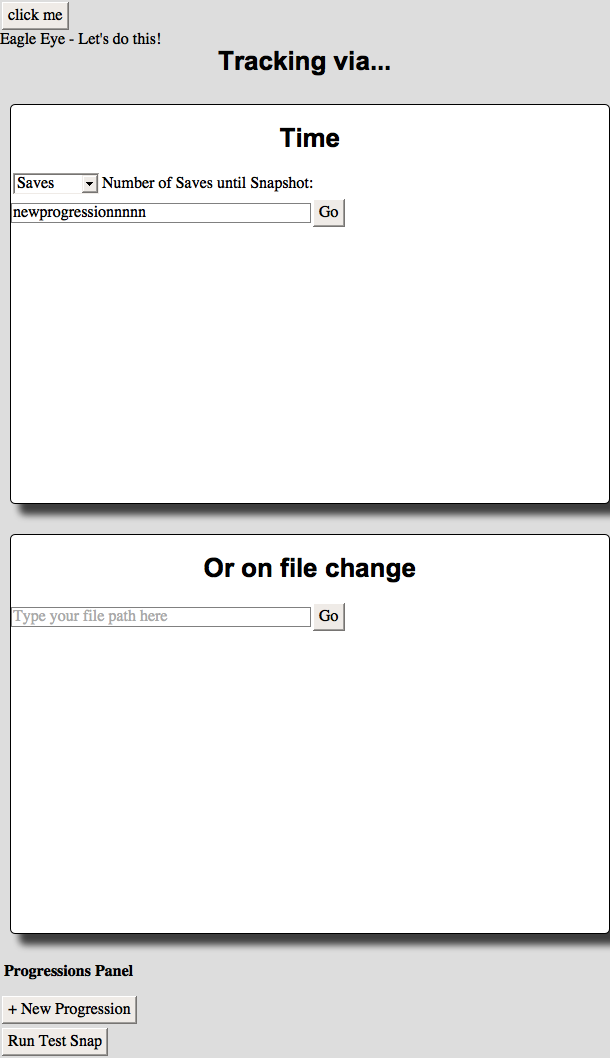 click me
Eagle Eye - Let's do this!
Tracking via...
Time
Saves Number of Saves until Snapshot:
newprogressionnnnn Go
Or on file change
Type your file path here Go
Progressions Panel
+ New Progression
Run Test Snap